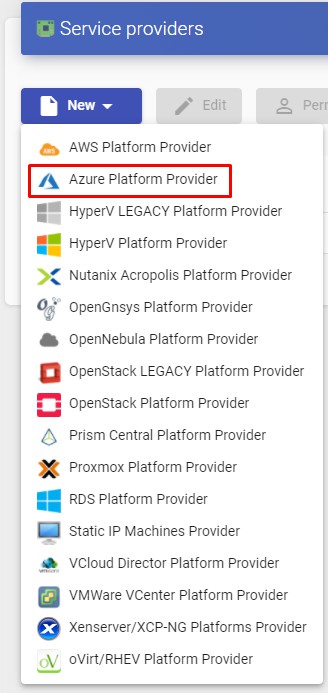 Service providers
New
Edit
Per
AWS Platform Provider
Azure Platform Provider
HyperV LEGACY Platform Provider
HyperV Platform Provider
Nutanix Acropolis Platform Provider
OpenGnsys Platform Provider
OpenNebula Platform Provider
OpenStack LEGACY Platform Provider
OpenStack Platform Provider
Prism Central Platform Provider
Proxmox Platform Provider
RDS Platform Provider
Static IP Machines Provider
VCloud Director Platform Provider
VMWare VCenter Platform Provider
Xenserver/XCP-NG Platforms Provider
oVirt/RHEV Platform Provider